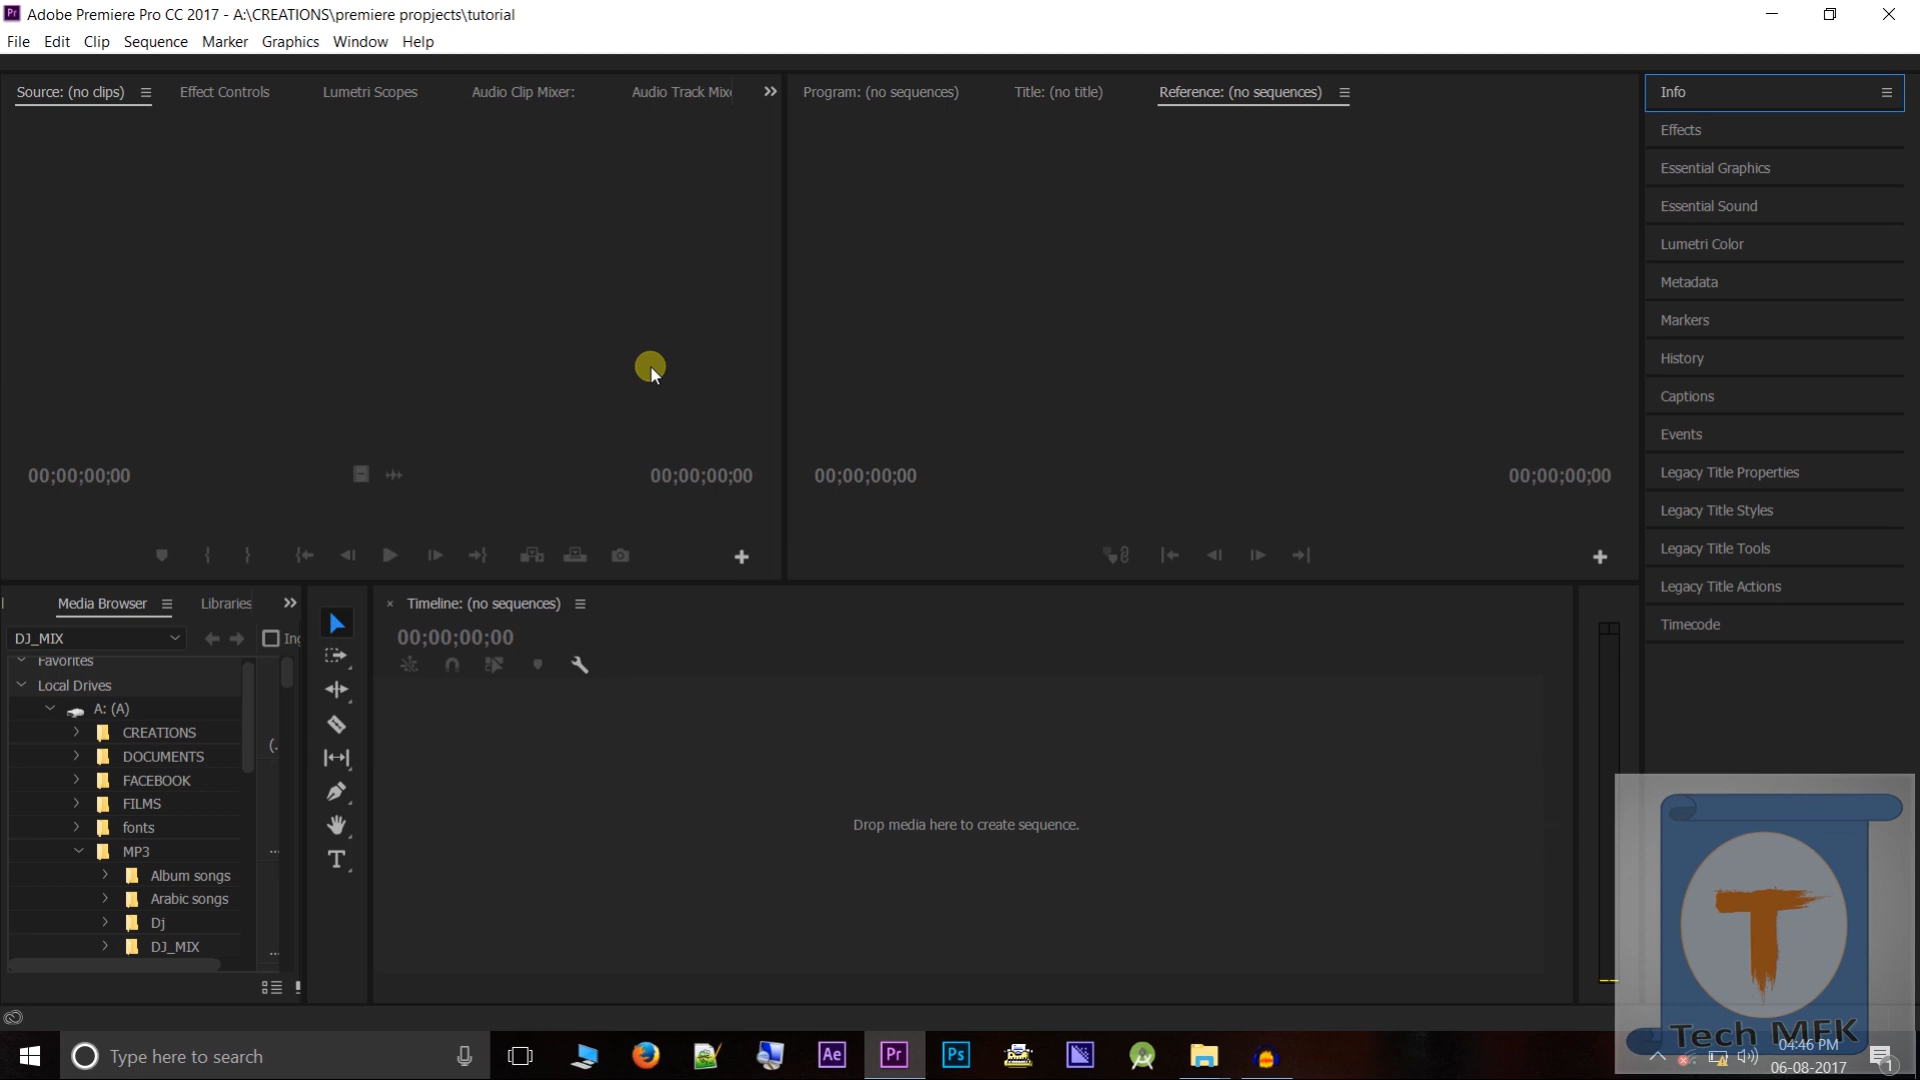 Adobe Premiere Pro CC 2017 - A:\CREATIONS\premiere propjects\tutorial
File Edit Clip Sequence Marker Graphics Window Help
Source: (no clips) Effect Controls Lumetri Scopes Audio Clip Mixer: Audio Track Mix
Program: (no sequences) Title: (no title) Reference: (no sequences)
Info
Effects
Essential Graphics
Essential Sound
Lumetri Color
Metadata
Markers
History
Captions
Events
Legacy Title Properties
Legacy Title Styles
Legacy Title Tools
Legacy Title Actions
Timecode
00;00;00;00 00;00;00;00
00;00;00;00 00;00;00;00
Media Browser Libraries
DJ_MIX
Favorites
Local Drives
A: (A)
CREATIONS
DOCUMENTS
FACEBOOK
FILMS
fonts
MP3
Album songs
Arabic songs
Dj
DJ_MIX
Timeline: (no sequences)
00;00;00;00
T
Drop media here to create sequence.
T
Tech MFK
Type here to search
Ae
Pr
Ps
04:46 PM
06-08-2017
1